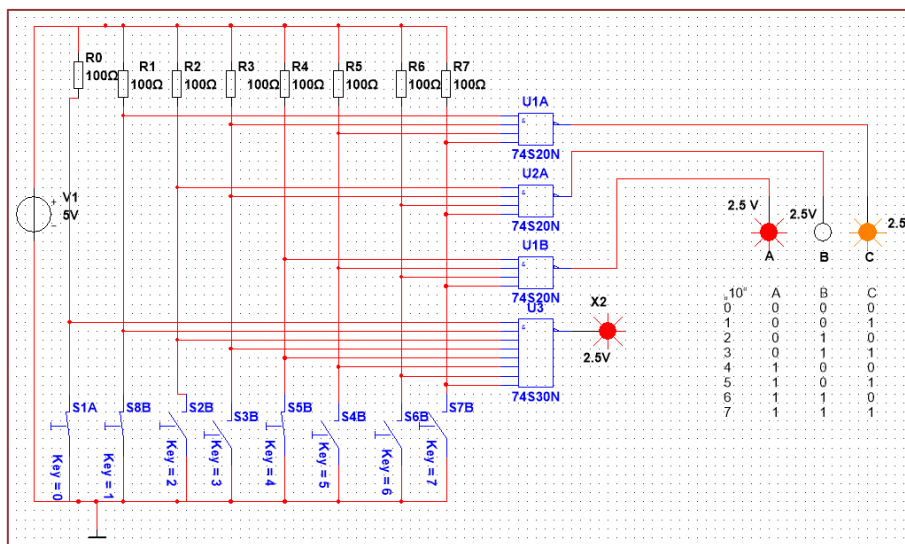 R0
100Ω
R1
100Ω
R2
100Ω
R3
100Ω
R4
100Ω
R5
100Ω
R6
100Ω
R7
100Ω
V1
+
5V
−
U1A
&
74S20N
U2A
&
74S20N
U1B
&
74S20N
U3
&
74S30N
X2
2.5V
2.5 V
A
2.5V
B
2.5
C
„10“ A B C
0 0 0 0
1 0 0 1
2 0 1 0
3 0 1 1
4 1 0 0
5 1 0 1
6 1 1 0
7 1 1 1
S1A
Key = 0
S8B
Key = 1
S2B
Key = 2
S3B
Key = 3
S5B
Key = 4
S4B
Key = 5
S6B
Key = 6
S7B
Key = 7